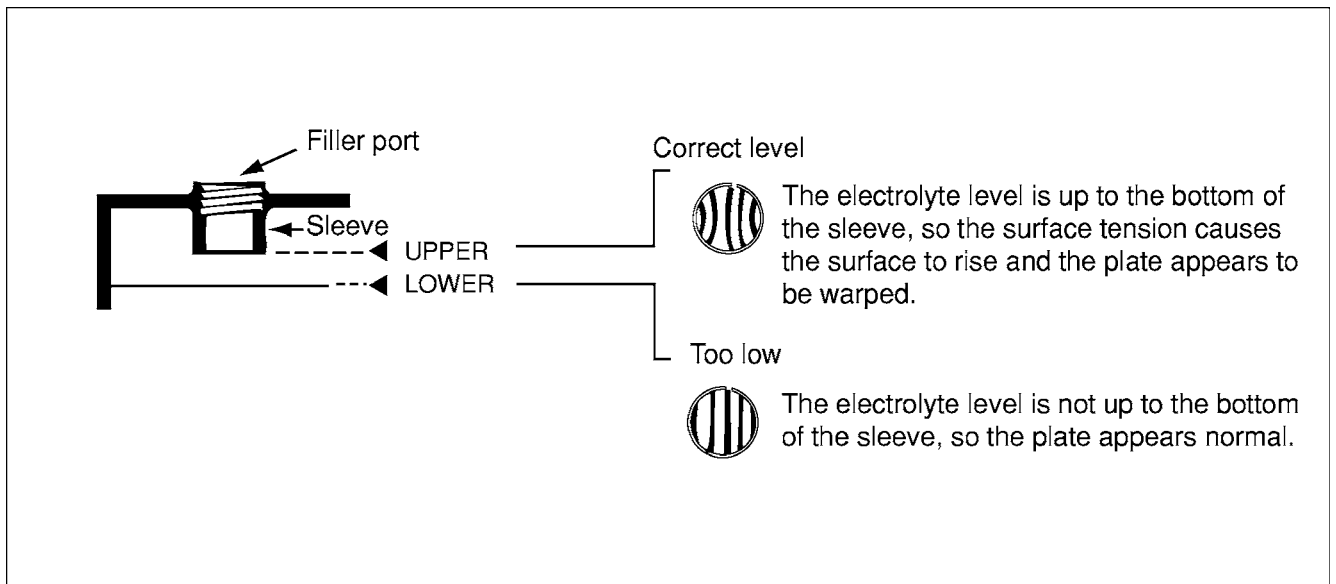 Filler port
Sleeve
UPPER
LOWER
Correct level
The electrolyte level is up to the bottom of
the sleeve, so the surface tension causes
the surface to rise and the plate appears to
be warped.
Too low
The electrolyte level is not up to the bottom
of the sleeve, so the plate appears normal.